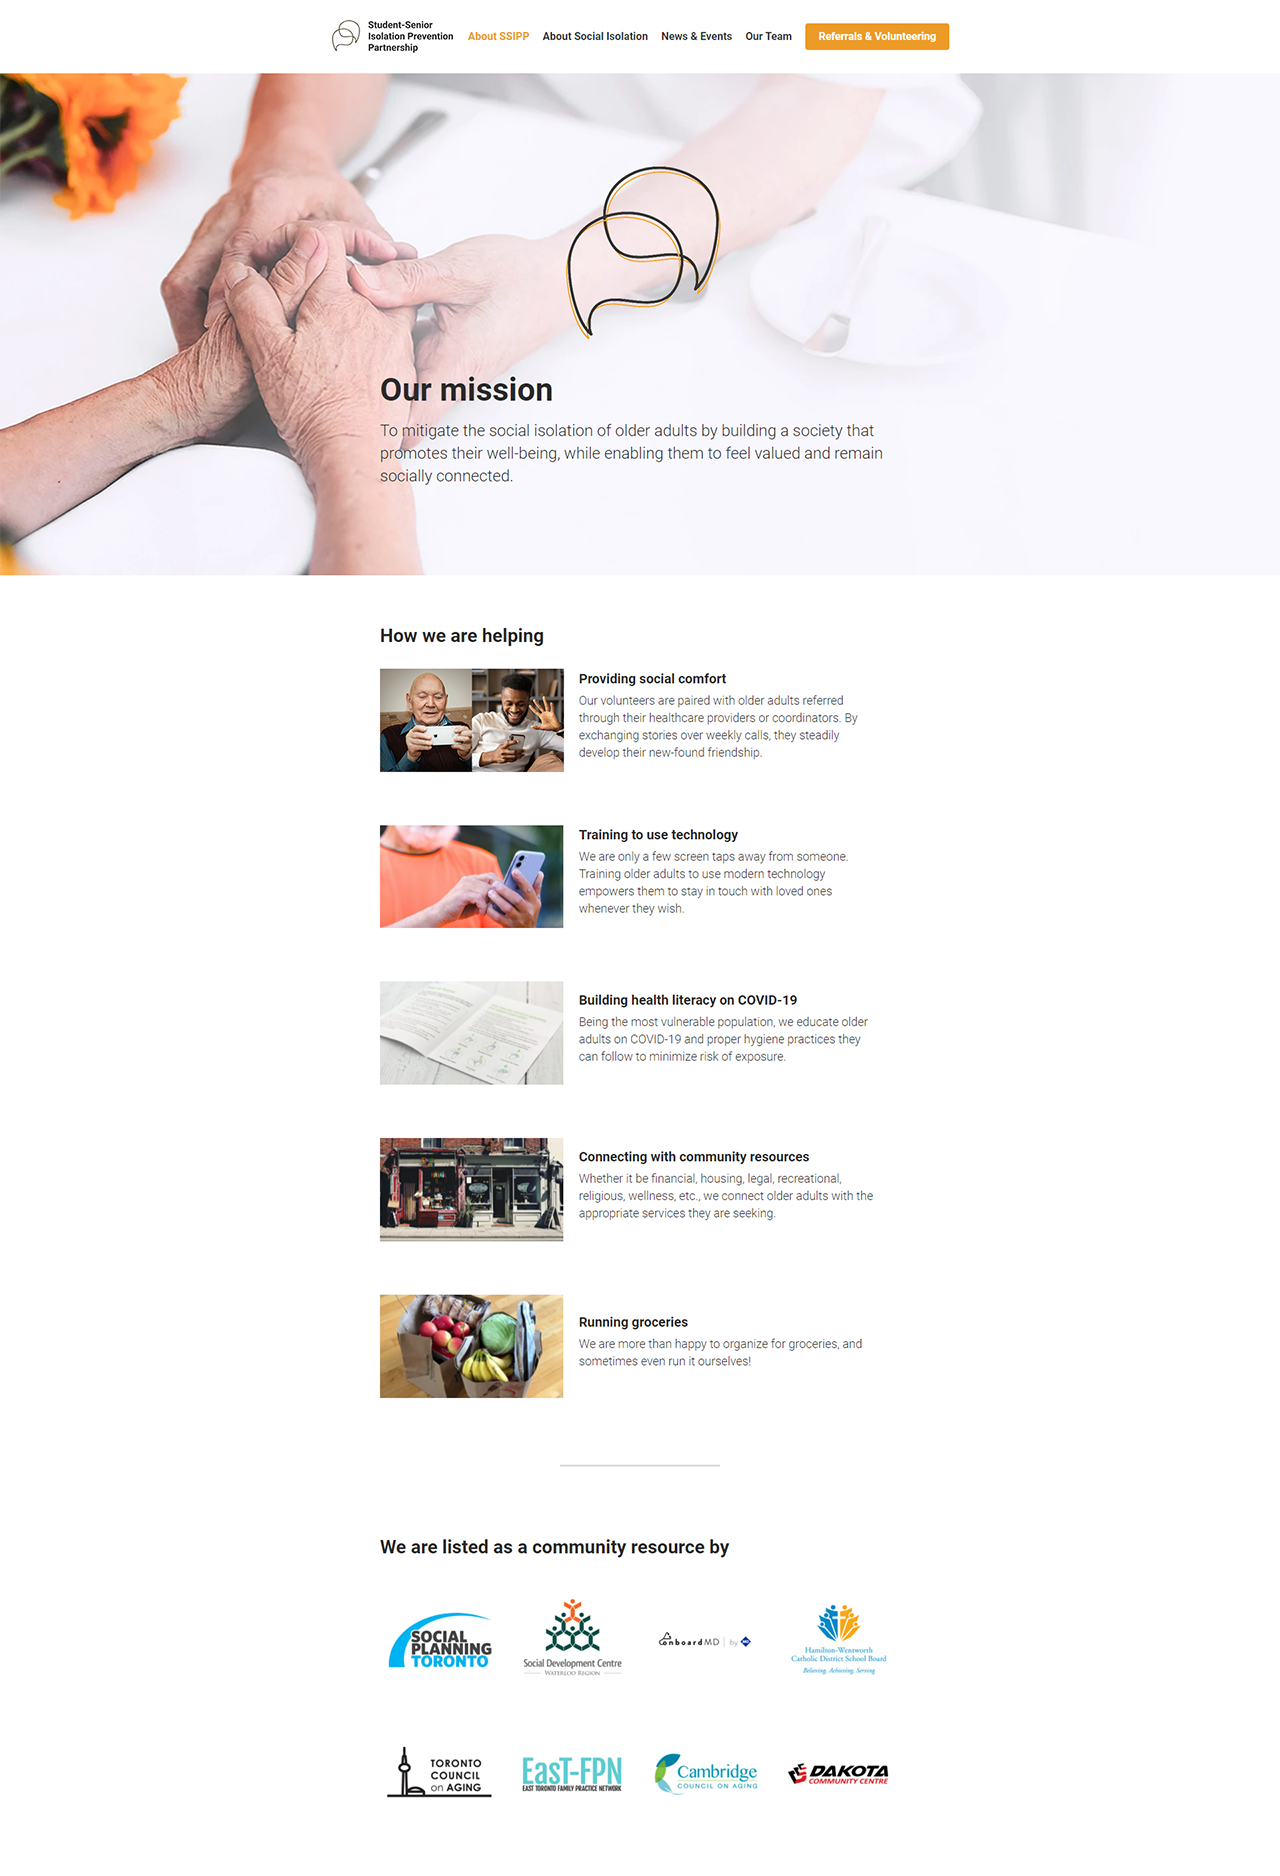 Student-Senior
Isolation Prevention
Partnership
About SSIPP
About Social Isolation
News & Events
Our Team
Referrals & Volunteering
Our mission
To mitigate the social isolation of older adults by building a society that
promotes their well-being, while enabling them to feel valued and remain
socially connected.
How we are helping
Providing social comfort
Our volunteers are paired with older adults referred
through their healthcare providers or coordinators. By
exchanging stories over weekly calls, they steadily
develop their new-found friendship.
Training to use technology
We are only a few screen taps away from someone.
Training older adults to use modern technology
empowers them to stay in touch with loved ones
whenever they wish.
Building health literacy on COVID-19
Being the most vulnerable population, we educate older
adults on COVID-19 and proper hygiene practices they
can follow to minimize risk of exposure.
Connecting with community resources
Whether it be financial, housing, legal, recreational,
religious, wellness, etc., we connect older adults with the
appropriate services they are seeking.
Running groceries
We are more than happy to organize for groceries, and
sometimes even run it ourselves!
We are listed as a community resource by
SOCIAL
PLANNING
TORONTO
Social Development Centre
WATERLOO REGION
OnboardMD | by
Hamilton-Wentworth
Catholic District School Board
Believing, Achieving, Serving
TORONTO
COUNCIL
on AGING
EasT-FPN
EAST TORONTO FAMILY PRACTICE NETWORK
Cambridge
COUNCIL ON AGING
DAKOTA
COMMUNITY CENTRE